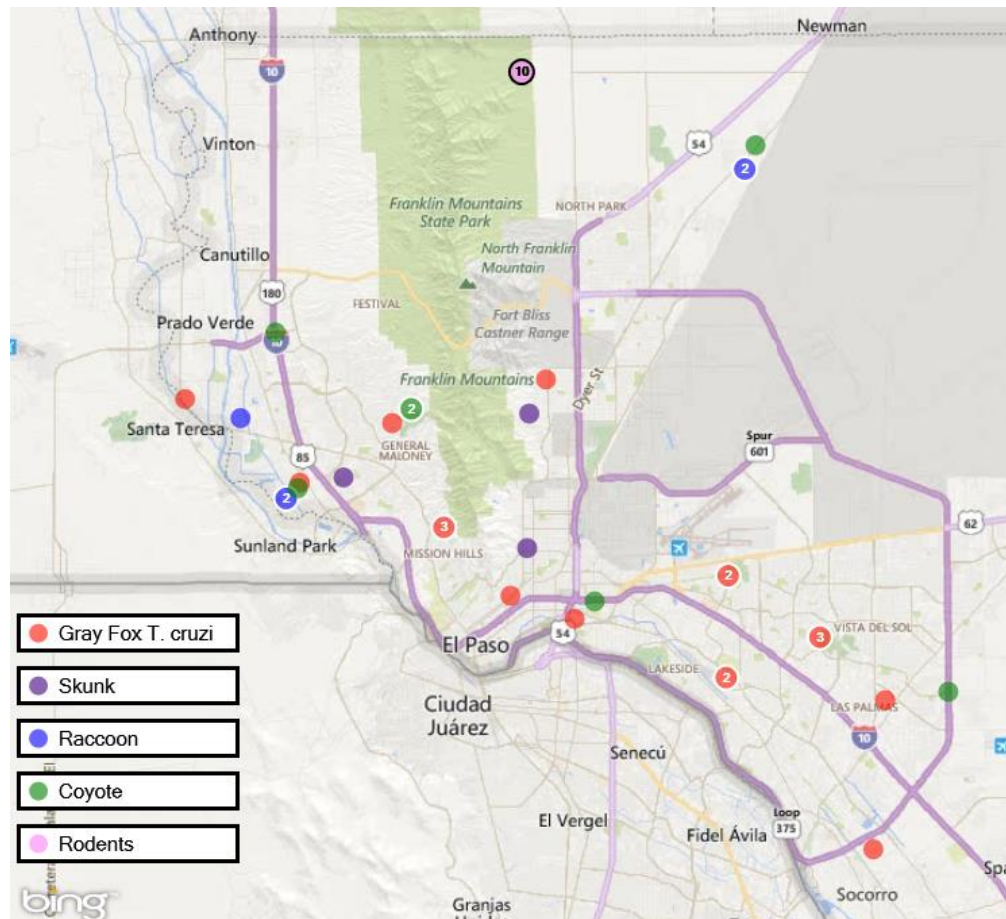 Anthony
Newman
10
10
54
Vinton
2
Franklin Mountains
State Park
NORTH PARK
North Franklin
Mountain
Canutillo
180
FESTIVAL
Prado Verde
Fort Bliss
Castner Range
Franklin Mountains
Dyer St
2
Santa Teresa
GENERAL
MALONEY
85
Spur
601
2
Sunland Park
3
MISSION HILLS
62
2
El Paso
54
3
VISTA DEL SOL
LAKESIDE
2
Ciudad
Juárez
LAS PALMAS
10
Senecú
El Vergel
Loop
375
Fidel Ávila
Socorro
Spa
Granjas
Gray Fox T. cruzi
Skunk
Raccoon
Coyote
Rodents
bing